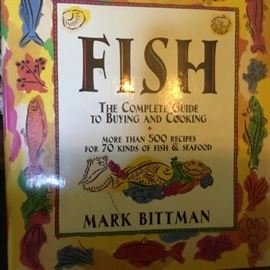 FISH
THE COMPLETE GUIDE
TO BUYING AND COOKING
MORE THAN 500 RECIPES
FOR 70 KINDS OF FISH & SEAFOOD
MARK BITTMAN